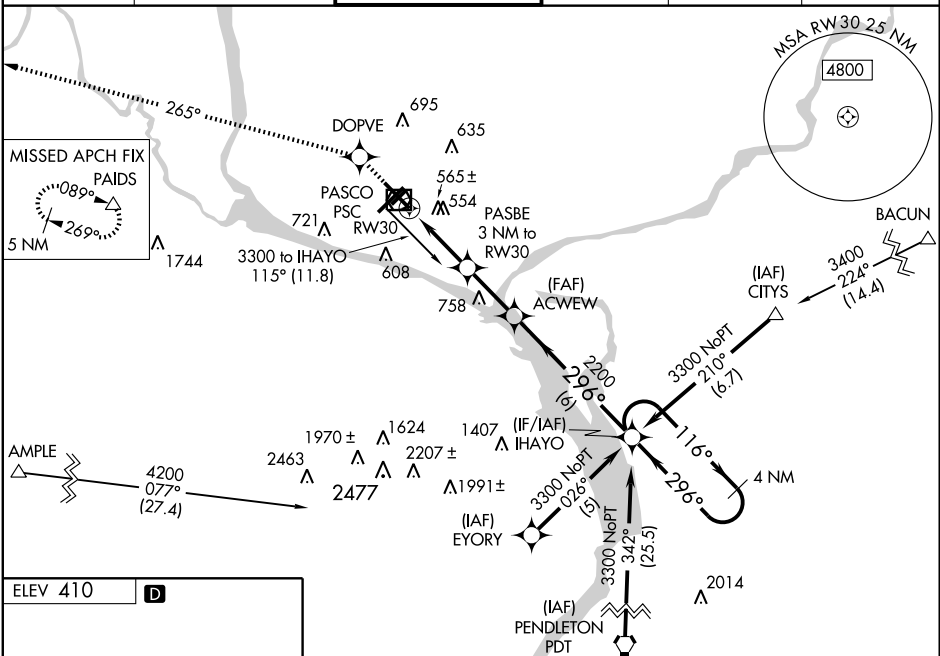 MSA RW30 25 NM
4800
265°
695
DOPVE
635
MISSED APCH FIX
PAIDS
089°
269°
5 NM
565 ±
554
PASCO
PSC
RW30
PASBE
3 NM to
RW30
BACUN
721
1744
3300 to IHAYO
115° (11.8)
608
3400
224°
(14.4)
(IAF)
CITYS
758
(FAF)
ACWEW
3300 NoPT
210°
(6.7)
2200
296°
(6)
(IF/IAF)
IHAYO
116°
296°
4 NM
1407
1624
1970 ±
2207 ±
2463
2477
1991±
AMPLE
4200
077°
(27.4)
3300 NoPT
026°
(5)
(IAF)
EYORY
3300 NoPT
342°
(25.5)
2014
(IAF)
PENDLETON
PDT
ELEV 410
D